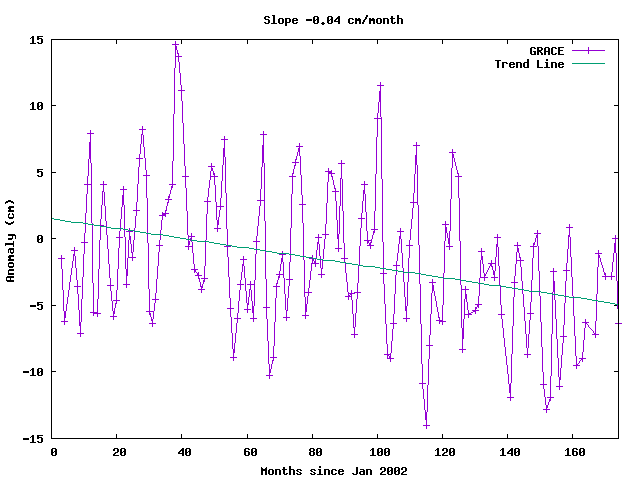 Slope -0.04 cm/month
GRACE
Trend Line
15
10
5
0
-5
-10
-15
Anomaly (cm)
0 20 40 60 80 100 120 140 160
Months since Jan 2002